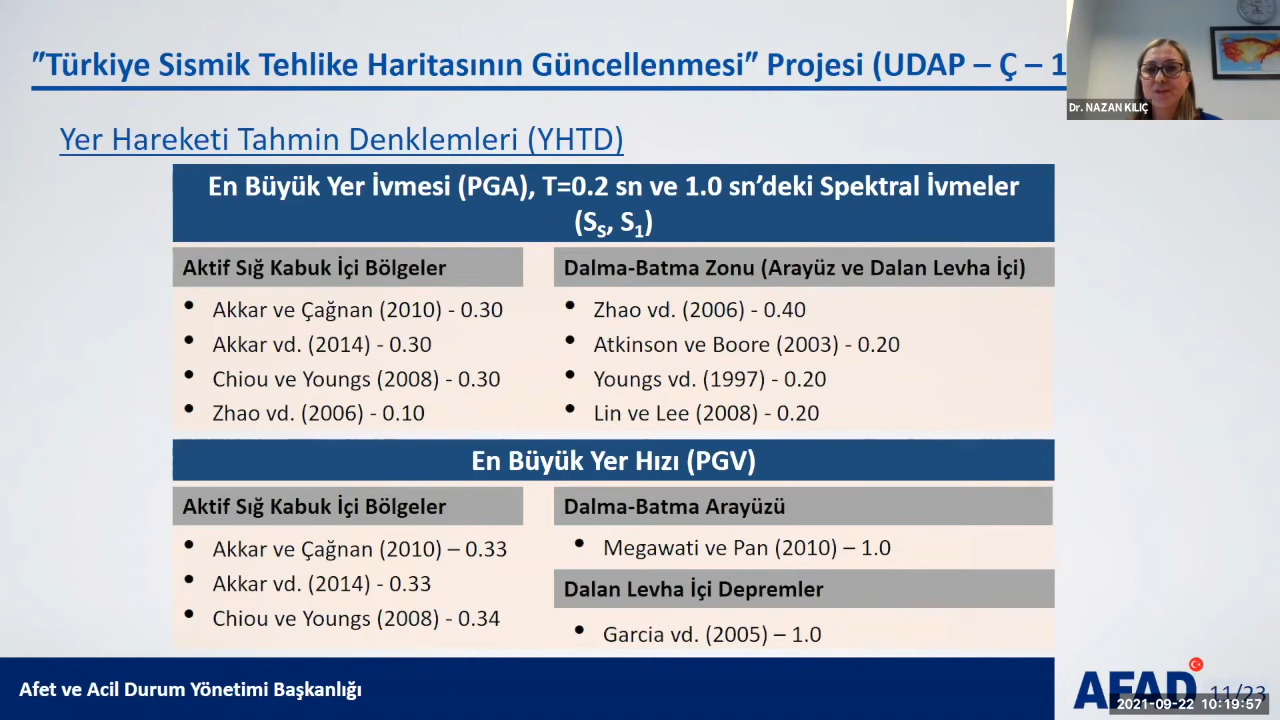 "Türkiye Sismik Tehlike Haritasının Güncellenmesi" Projesi (UDAP – Ç – 1
Dr. NAZAN KILIÇ
Yer Hareketi Tahmin Denklemleri (YHTD)
En Büyük Yer İvmesi (PGA), T=0.2 sn ve 1.0 sn'deki Spektral İvmeler
(SS, S1)
Aktif Sığ Kabuk İçi Bölgeler
• Akkar ve Çağnan (2010) - 0.30
• Akkar vd. (2014) - 0.30
• Chiou ve Youngs (2008) - 0.30
• Zhao vd. (2006) - 0.10
Dalma-Batma Zonu (Arayüz ve Dalan Levha İçi)
• Zhao vd. (2006) - 0.40
• Atkinson ve Boore (2003) - 0.20
• Youngs vd. (1997) - 0.20
• Lin ve Lee (2008) - 0.20
En Büyük Yer Hızı (PGV)
Aktif Sığ Kabuk İçi Bölgeler
• Akkar ve Çağnan (2010) – 0.33
• Akkar vd. (2014) - 0.33
• Chiou ve Youngs (2008) - 0.34
Dalma-Batma Arayüzü
• Megawati ve Pan (2010) – 1.0
Dalan Levha İçi Depremler
• Garcia vd. (2005) – 1.0
Afet ve Acil Durum Yönetimi Başkanlığı
AFAD
11/23
2021-09-22 10:19:57